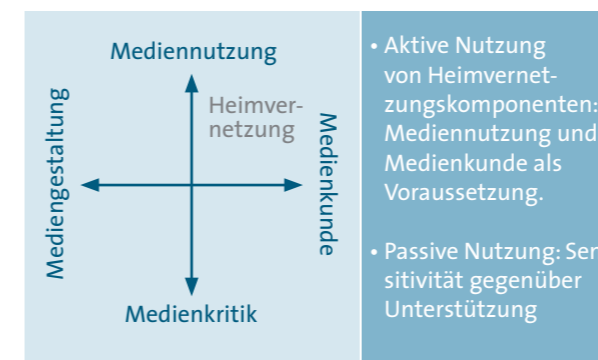 Mediennutzung
Heimver-
netzung
Mediengestaltung
Medienkunde
Medienkritik
• Aktive Nutzung
von Heimvernet-
zungskomponenten:
Mediennutzung und
Medienkunde als
Voraussetzung.
• Passive Nutzung: Sen
sitivität gegenüber
Unterstützung